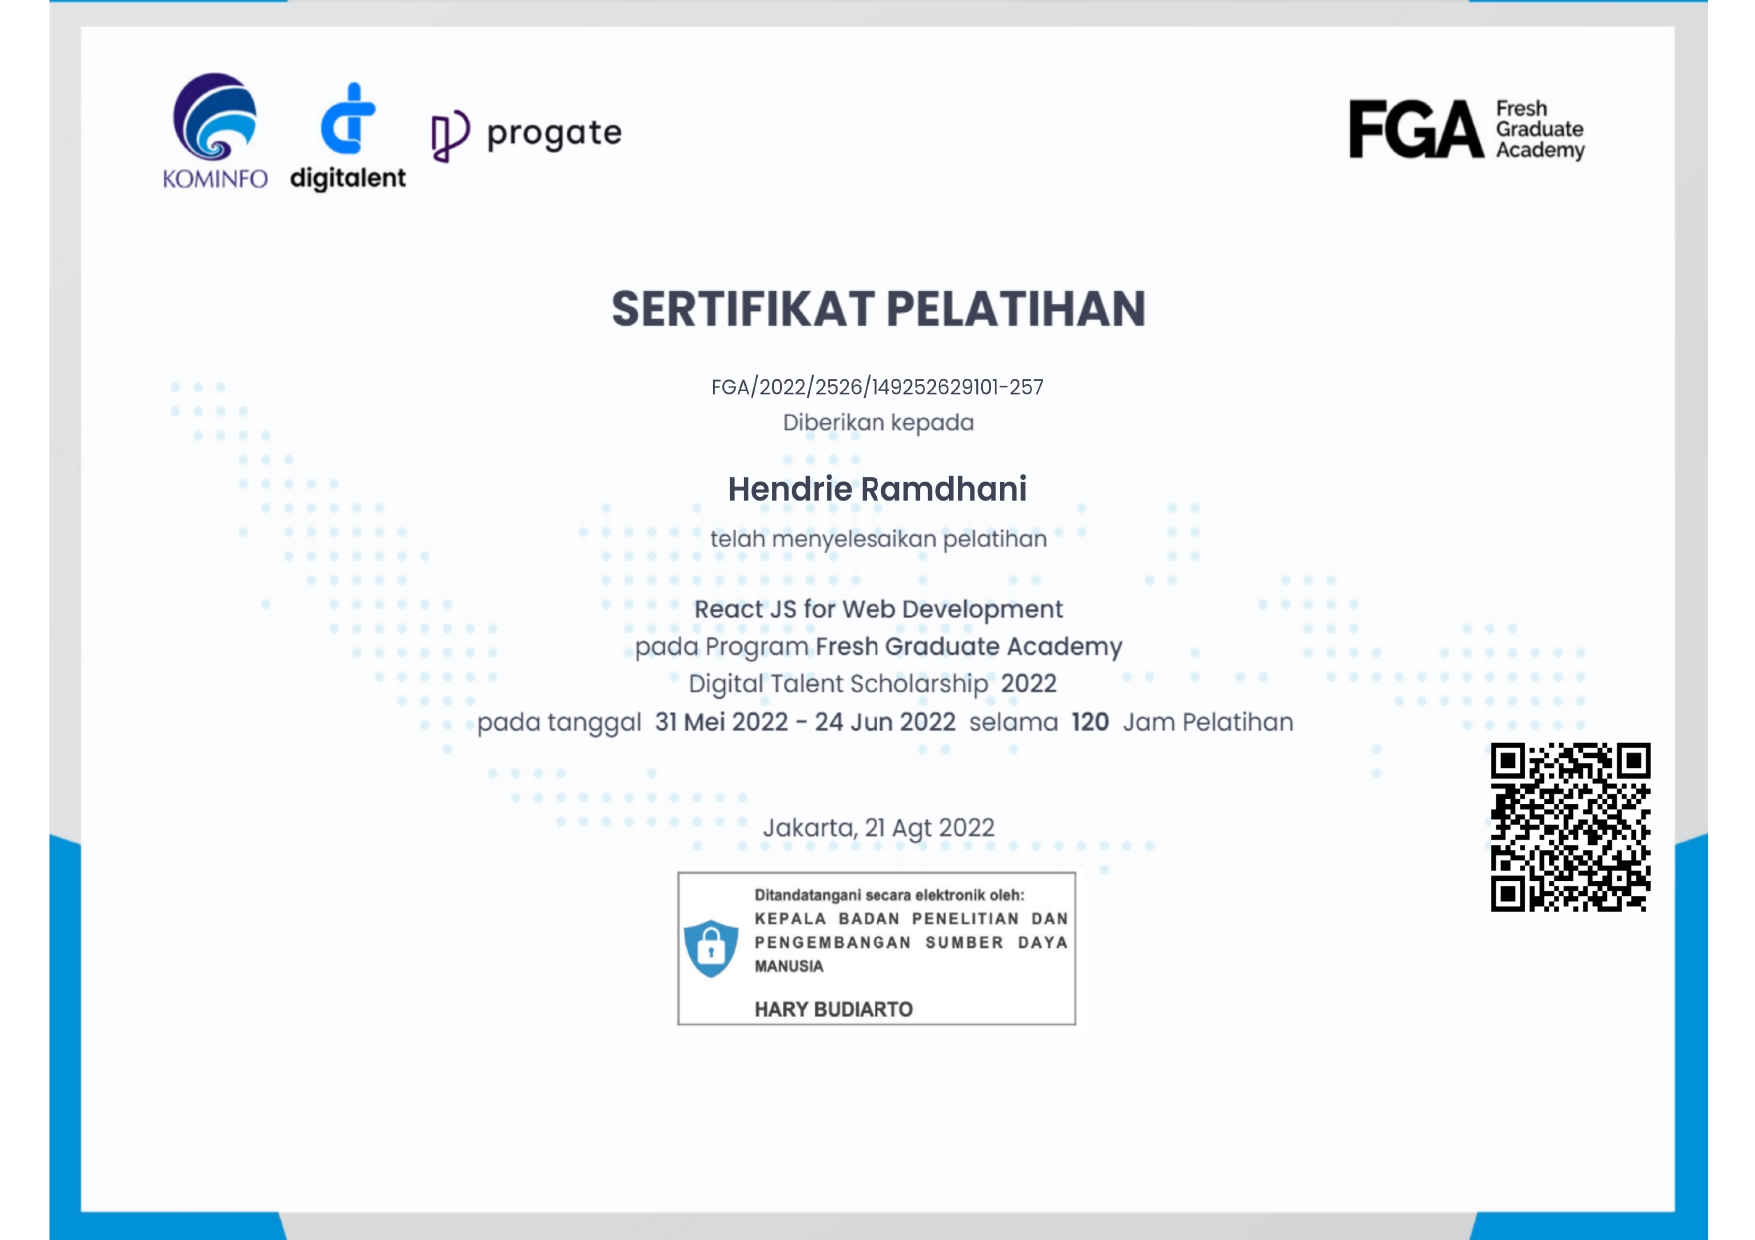 KOMINFO
digitalent
progate
FGA Fresh
Graduate
Academy
SERTIFIKAT PELATIHAN
FGA/2022/2526/149252629101-257
Diberikan kepada
Hendrie Ramdhani
telah menyelesaikan pelatihan
React JS for Web Development
pada Program Fresh Graduate Academy
Digital Talent Scholarship 2022
pada tanggal 31 Mei 2022 - 24 Jun 2022 selama 120 Jam Pelatihan
Jakarta, 21 Agt 2022
Ditandatangani secara elektronik oleh:
KEPALA BADAN PENELITIAN DAN
PENGEMBANGAN SUMBER DAYA
MANUSIA
HARY BUDIARTO